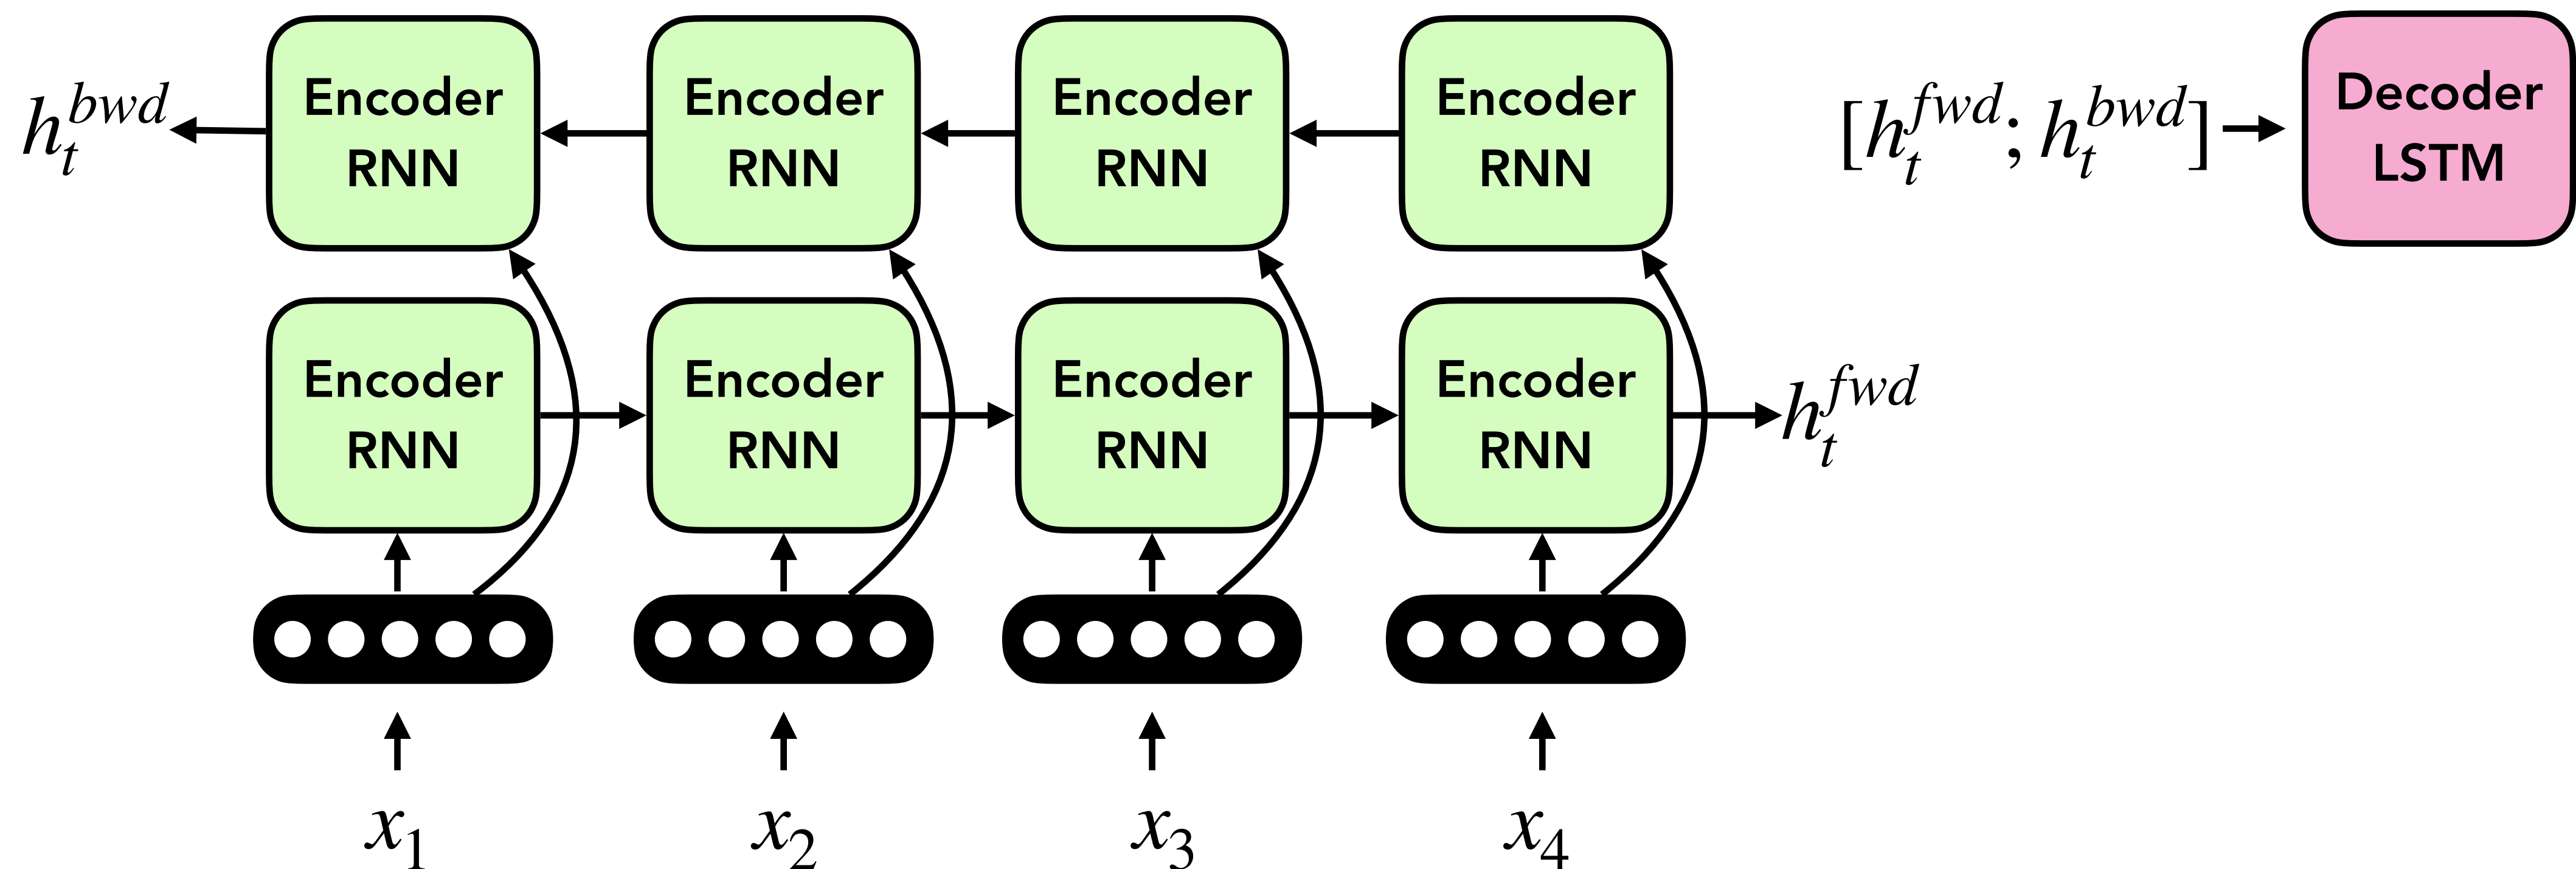 h_t^{bwd}
Encoder
RNN
Encoder
RNN
Encoder
RNN
Encoder
RNN
[h_t^{fwd}; h_t^{bwd}]
Decoder
LSTM
Encoder
RNN
Encoder
RNN
Encoder
RNN
Encoder
RNN
h_t^{fwd}
x_1
x_2
x_3
x_4